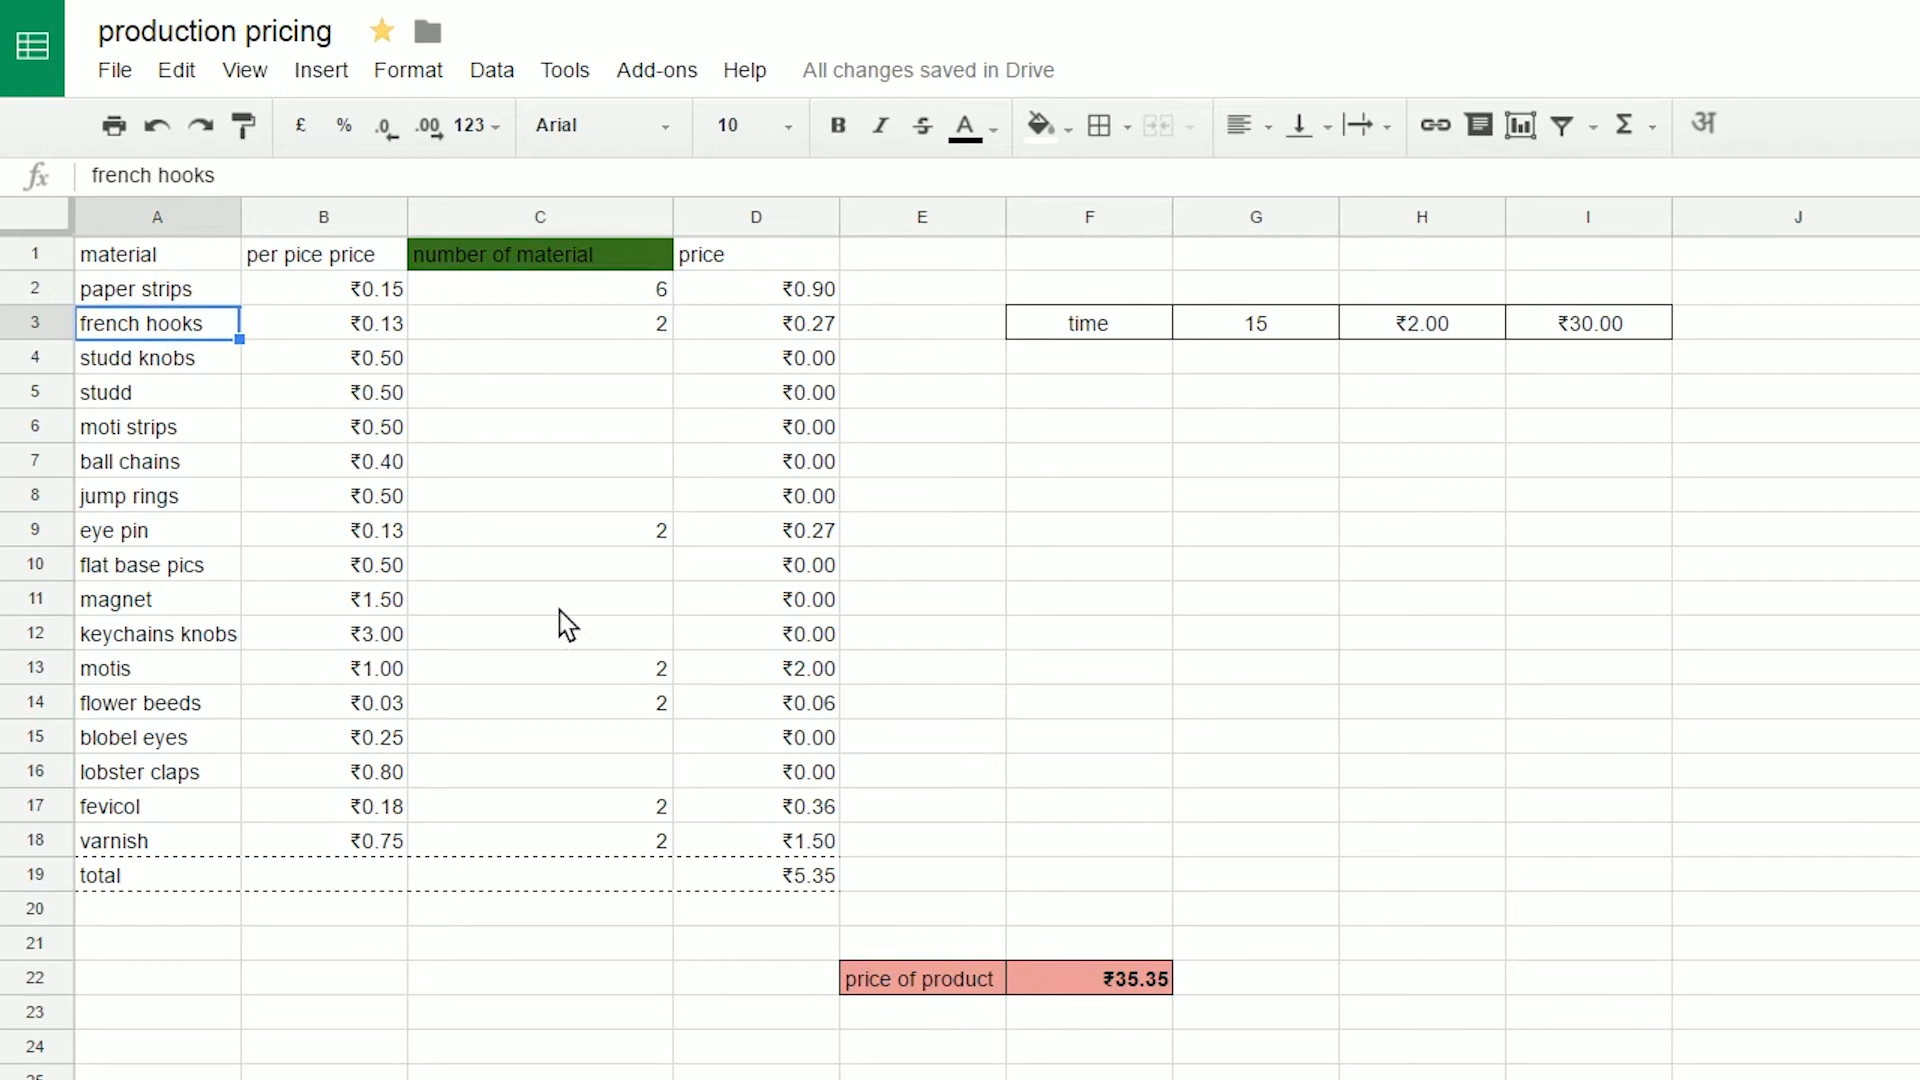 production pricing
File Edit View Insert Format Data Tools Add-ons Help All changes saved in Drive
£ % .0 .00 123 Arial 10 B I S A Σ अ
fx french hooks
A B C D E F G H I J
1 material per pice price number of material price
2 paper strips ₹0.15 6 ₹0.90
3 french hooks ₹0.13 2 ₹0.27 time 15 ₹2.00 ₹30.00
4 studd knobs ₹0.50 ₹0.00
5 studd ₹0.50 ₹0.00
6 moti strips ₹0.50 ₹0.00
7 ball chains ₹0.40 ₹0.00
8 jump rings ₹0.50 ₹0.00
9 eye pin ₹0.13 2 ₹0.27
10 flat base pics ₹0.50 ₹0.00
11 magnet ₹1.50 ₹0.00
12 keychains knobs ₹3.00 ₹0.00
13 motis ₹1.00 2 ₹2.00
14 flower beeds ₹0.03 2 ₹0.06
15 blobel eyes ₹0.25 ₹0.00
16 lobster claps ₹0.80 ₹0.00
17 fevicol ₹0.18 2 ₹0.36
18 varnish ₹0.75 2 ₹1.50
19 total ₹5.35
20
21
22 price of product ₹35.35
23
24
25